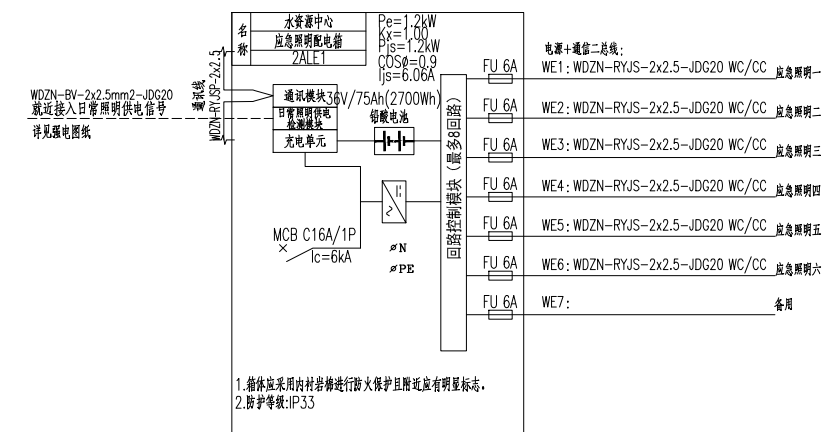 名称
水资源中心
应急照明配电箱
2ALE1
Pe=1.2kW
Kx=1.00
Pjs=1.2kW
COSø=0.9
Ijs=6.06A
通讯线
WDZN-RYJSP-2x2.5
WDZN-BV-2x2.5mm2-JDG20
就近接入日常照明供电信号
详见强电图纸
通讯模块
36V/75Ah(2700Wh)
日常照明供电
检测模块
铅酸电池
充电单元
MCB C16A/1P
Ic=6kA
øN
øPE
回路控制模块（最多8回路）
电源+通信二总线:
FU 6A
WE1: WDZN-RYJS-2x2.5-JDG20 WC/CC
应急照明一
FU 6A
WE2: WDZN-RYJS-2x2.5-JDG20 WC/CC
应急照明二
FU 6A
WE3: WDZN-RYJS-2x2.5-JDG20 WC/CC
应急照明三
FU 6A
WE4: WDZN-RYJS-2x2.5-JDG20 WC/CC
应急照明四
FU 6A
WE5: WDZN-RYJS-2x2.5-JDG20 WC/CC
应急照明五
FU 6A
WE6: WDZN-RYJS-2x2.5-JDG20 WC/CC
应急照明六
FU 6A
WE7:
备用
1.箱体应采用内衬岩棉进行防火保护且附近应有明显标志.
2.防护等级:IP33